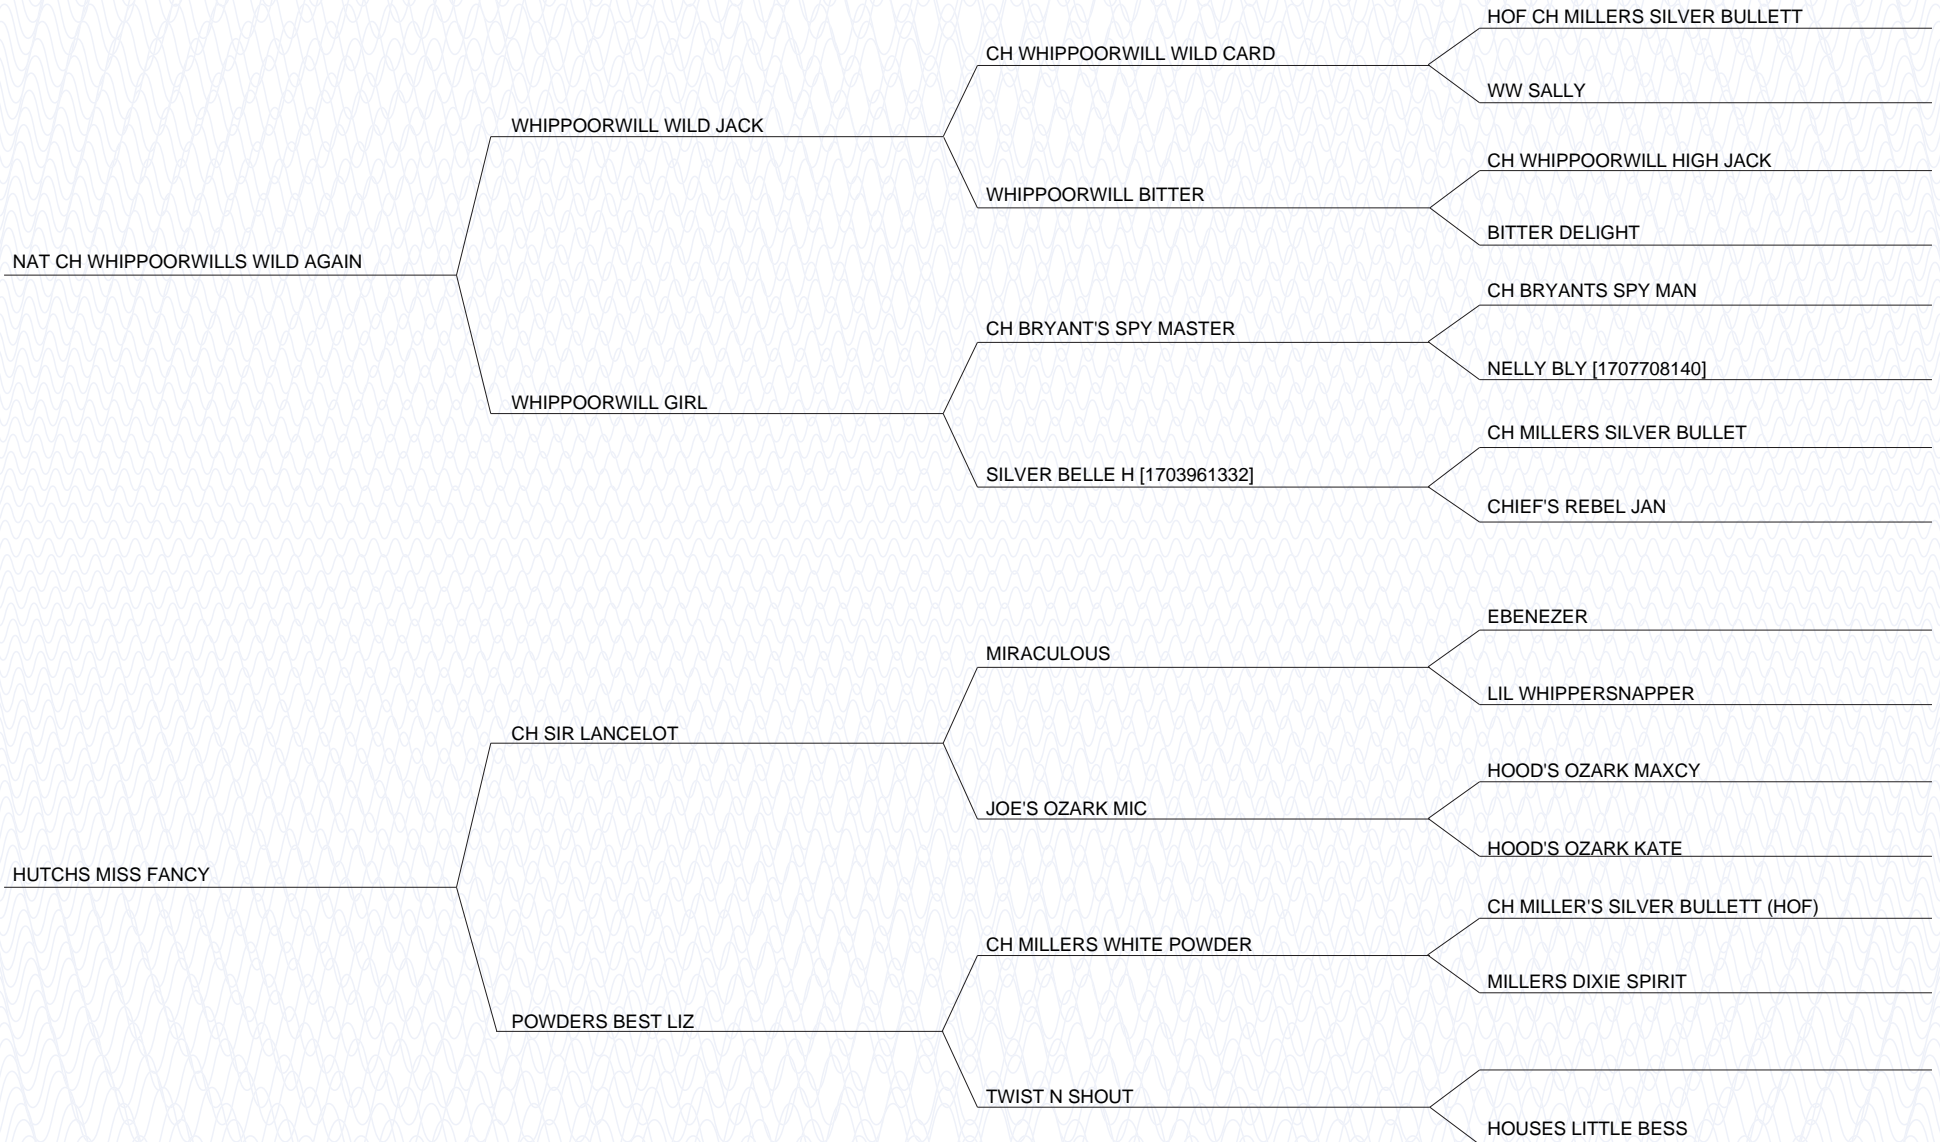 HOF CH MILLERS SILVER BULLETT
CH WHIPPOORWILL WILD CARD
WW SALLY
WHIPPOORWILL WILD JACK
CH WHIPPOORWILL HIGH JACK
WHIPPOORWILL BITTER
BITTER DELIGHT
NAT CH WHIPPOORWILLS WILD AGAIN
CH BRYANTS SPY MAN
CH BRYANT'S SPY MASTER
NELLY BLY [1707708140]
WHIPPOORWILL GIRL
CH MILLERS SILVER BULLET
SILVER BELLE H [1703961332]
CHIEF'S REBEL JAN
EBENEZER
MIRACULOUS
LIL WHIPPERSNAPPER
CH SIR LANCELOT
HOOD'S OZARK MAXCY
JOE'S OZARK MIC
HOOD'S OZARK KATE
HUTCHS MISS FANCY
CH MILLER'S SILVER BULLETT (HOF)
CH MILLERS WHITE POWDER
MILLERS DIXIE SPIRIT
POWDERS BEST LIZ
TWIST N SHOUT
HOUSES LITTLE BESS